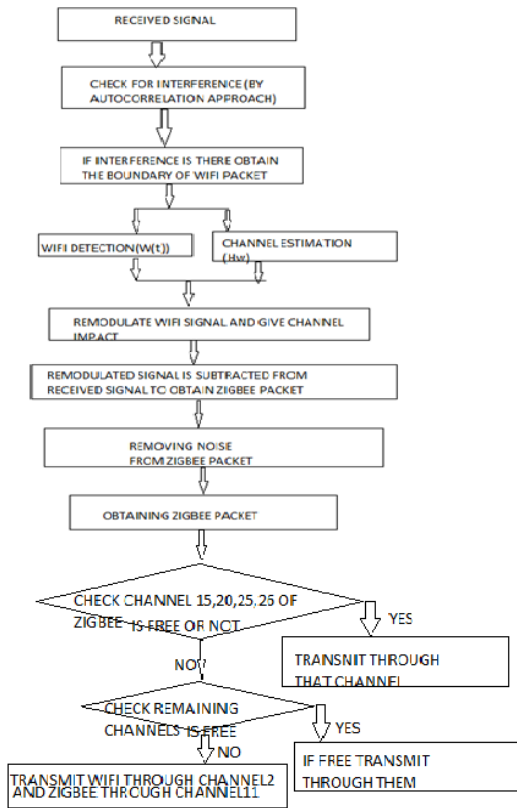 RECEIVED SIGNAL
CHECK FOR INTERFERENCE (BY
AUTOCORRELATION APPROACH)
IF INTERFERENCE IS THERE OBTAIN
THE BOUNDARY OF WIFI PACKET
WIFI DETECTION(W(t))
CHANNEL ESTIMATION
(Hw)
REMODULATE WIFI SIGNAL AND GIVE CHANNEL
IMPACT
REMODULATED SIGNAL IS SUBTRACTED FROM
RECEIVED SIGNAL TO OBTAIN ZIGBEE PACKET
REMOVING NOISE
FROM ZIGBEE PACKET
OBTAINING ZIGBEE PACKET
CHECK CHANNEL 15,20,25,26 OF
ZIGBEE IS FREE OR NOT
YES
TRANSMIT THROUGH
THAT CHANNEL
NO
CHECK REMAINING
CHANNELS IS FREE
YES
IF FREE TRANSMIT
THROUGH THEM
NO
TRANSMIT WIFI THROUGH CHANNEL2
AND ZIGBEE THROUGH CHANNEL11